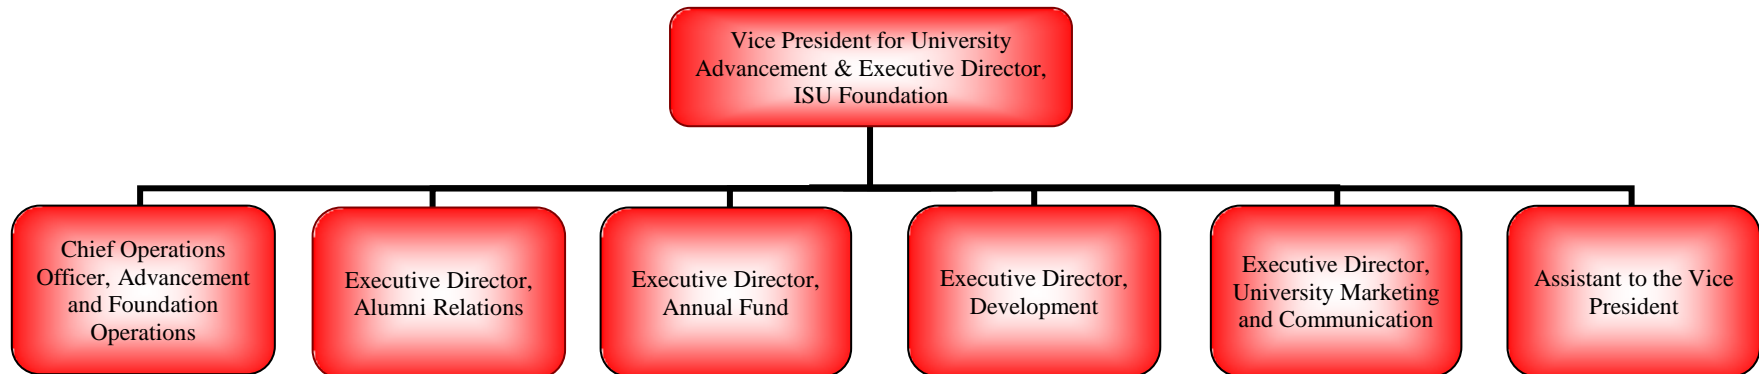 Vice President for University
Advancement & Executive Director,
ISU Foundation
Chief Operations
Officer, Advancement
and Foundation
Operations
Executive Director,
Alumni Relations
Executive Director,
Annual Fund
Executive Director,
Development
Executive Director,
University Marketing
and Communication
Assistant to the Vice
President